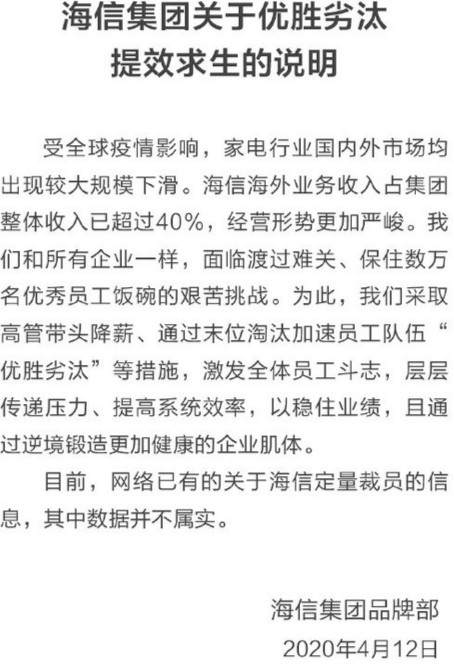 海信集团关于优胜劣汰
提效求生的说明
受全球疫情影响，家电行业国内外市场均
出现较大规模下滑。海信海外业务收入占集团
整体收入已超过40%，经营形势更加严峻。我
们和所有企业一样，面临渡过难关、保住数万
名优秀员工饭碗的艰苦挑战。为此，我们采取
高管带头降薪、通过末位淘汰加速员工队伍“
优胜劣汰”等措施，激发全体员工斗志，层层
传递压力、提高系统效率，以稳住业绩，且通
过逆境锻造更加健康的企业肌体。
目前，网络已有的关于海信定量裁员的信
息，其中数据并不属实。
海信集团品牌部
2020年4月12日